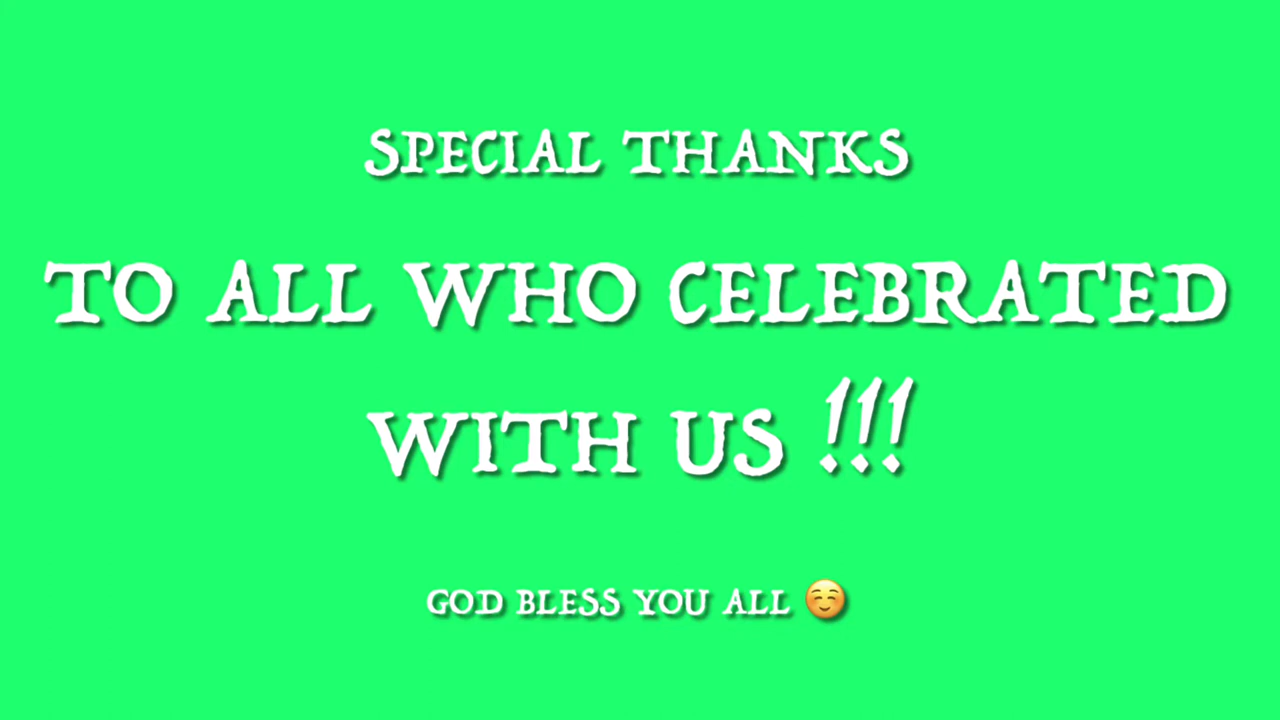 SPECIAL THANKS
TO ALL WHO CELEBRATED
WITH US !!!
GOD BLESS YOU ALL ☺️